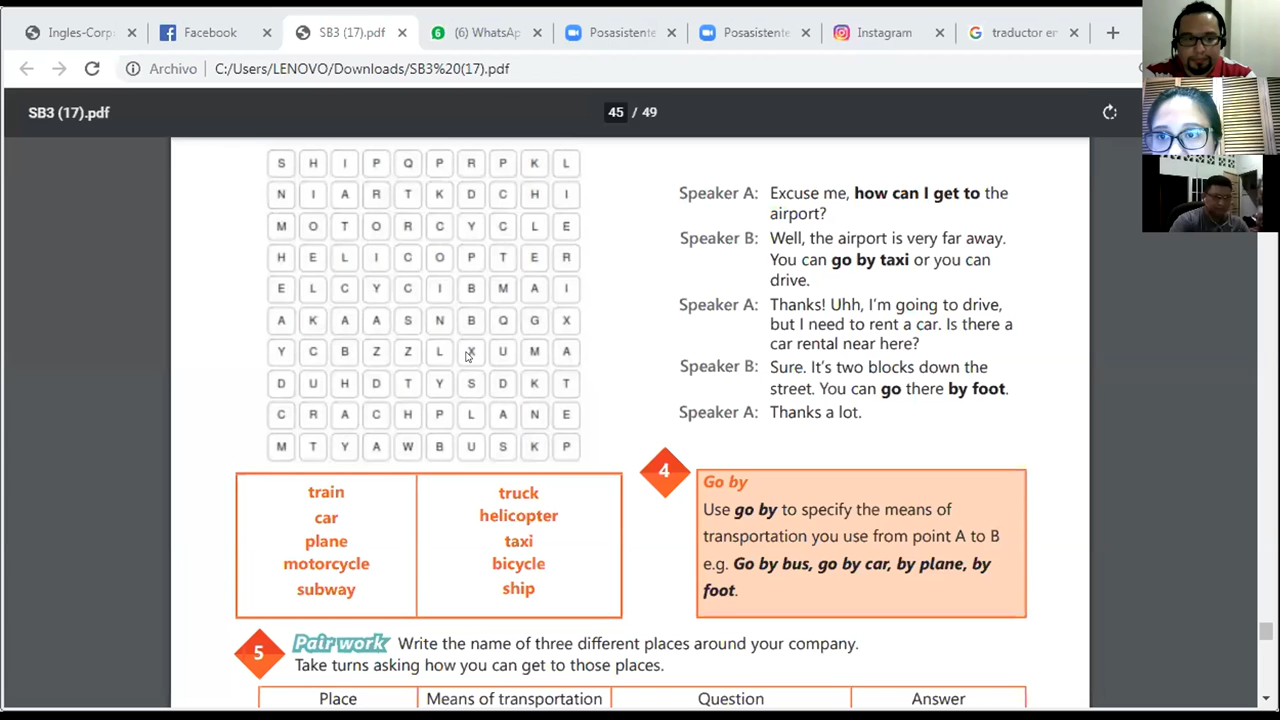 Ingles-Corp
Facebook
SB3 (17).pdf
6
(6) WhatsAp
Posasistente
Posasistente
Instagram
traductor en
Archivo
C:/Users/LENOVO/Downloads/SB3%20(17).pdf
SB3 (17).pdf
45 / 49
S H I P Q P R P K L
N I A R T K D C H I
M O T O R C Y C L E
H E L I C O P T E R
E L C Y C I B M A I
A K A A S N B Q G X
Y C B Z Z L X U M A
D U H D T Y S D K T
C R A C H P L A N E
M T Y A W B U S K P
train
car
plane
motorcycle
subway
truck
helicopter
taxi
bicycle
ship
Speaker A: Excuse me, how can I get to the
airport?
Speaker B: Well, the airport is very far away.
You can go by taxi or you can
drive.
Speaker A: Thanks! Uhh, I'm going to drive,
but I need to rent a car. Is there a
car rental near here?
Speaker B: Sure. It's two blocks down the
street. You can go there by foot.
Speaker A: Thanks a lot.
4
Go by
Use go by to specify the means of
transportation you use from point A to B
e.g. Go by bus, go by car, by plane, by
foot.
5
Pair work Write the name of three different places around your company.
Take turns asking how you can get to those places.
Place Means of transportation Question Answer